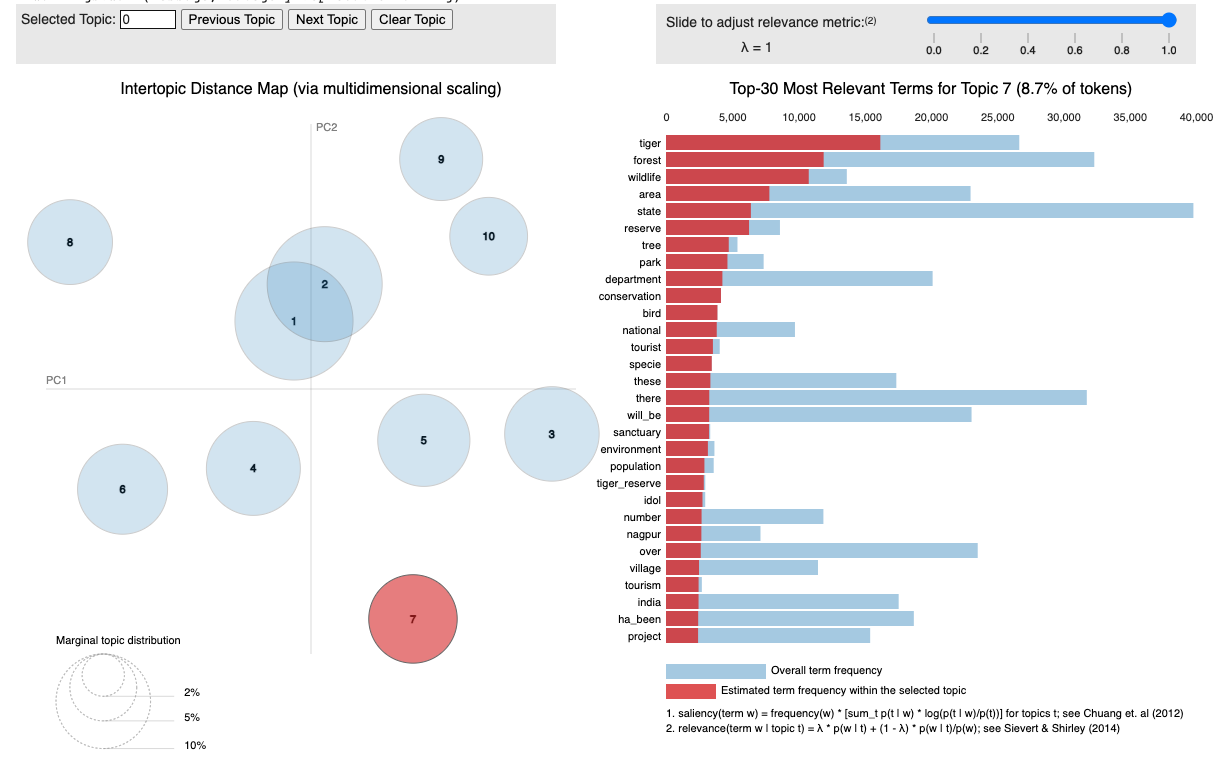 Selected Topic: 0 Previous Topic Next Topic Clear Topic
Slide to adjust relevance metric:(2)
λ = 1
0.0 0.2 0.4 0.6 0.8 1.0
Intertopic Distance Map (via multidimensional scaling)
PC2
PC1
9
8
10
2
1
5
3
4
6
7
Marginal topic distribution
2%
5%
10%
Top-30 Most Relevant Terms for Topic 7 (8.7% of tokens)
0 5,000 10,000 15,000 20,000 25,000 30,000 35,000 40,000
tiger
forest
wildlife
area
state
reserve
tree
park
department
conservation
bird
national
tourist
specie
these
there
will_be
sanctuary
environment
population
tiger_reserve
idol
number
nagpur
over
village
tourism
india
ha_been
project
Overall term frequency
Estimated term frequency within the selected topic
1. saliency(term w) = frequency(w) * [sum_t p(t | w) * log(p(t | w)/p(t))] for topics t; see Chuang et. al (2012)
2. relevance(term w | topic t) = λ * p(w | t) + (1 - λ) * p(w | t)/p(w); see Sievert & Shirley (2014)